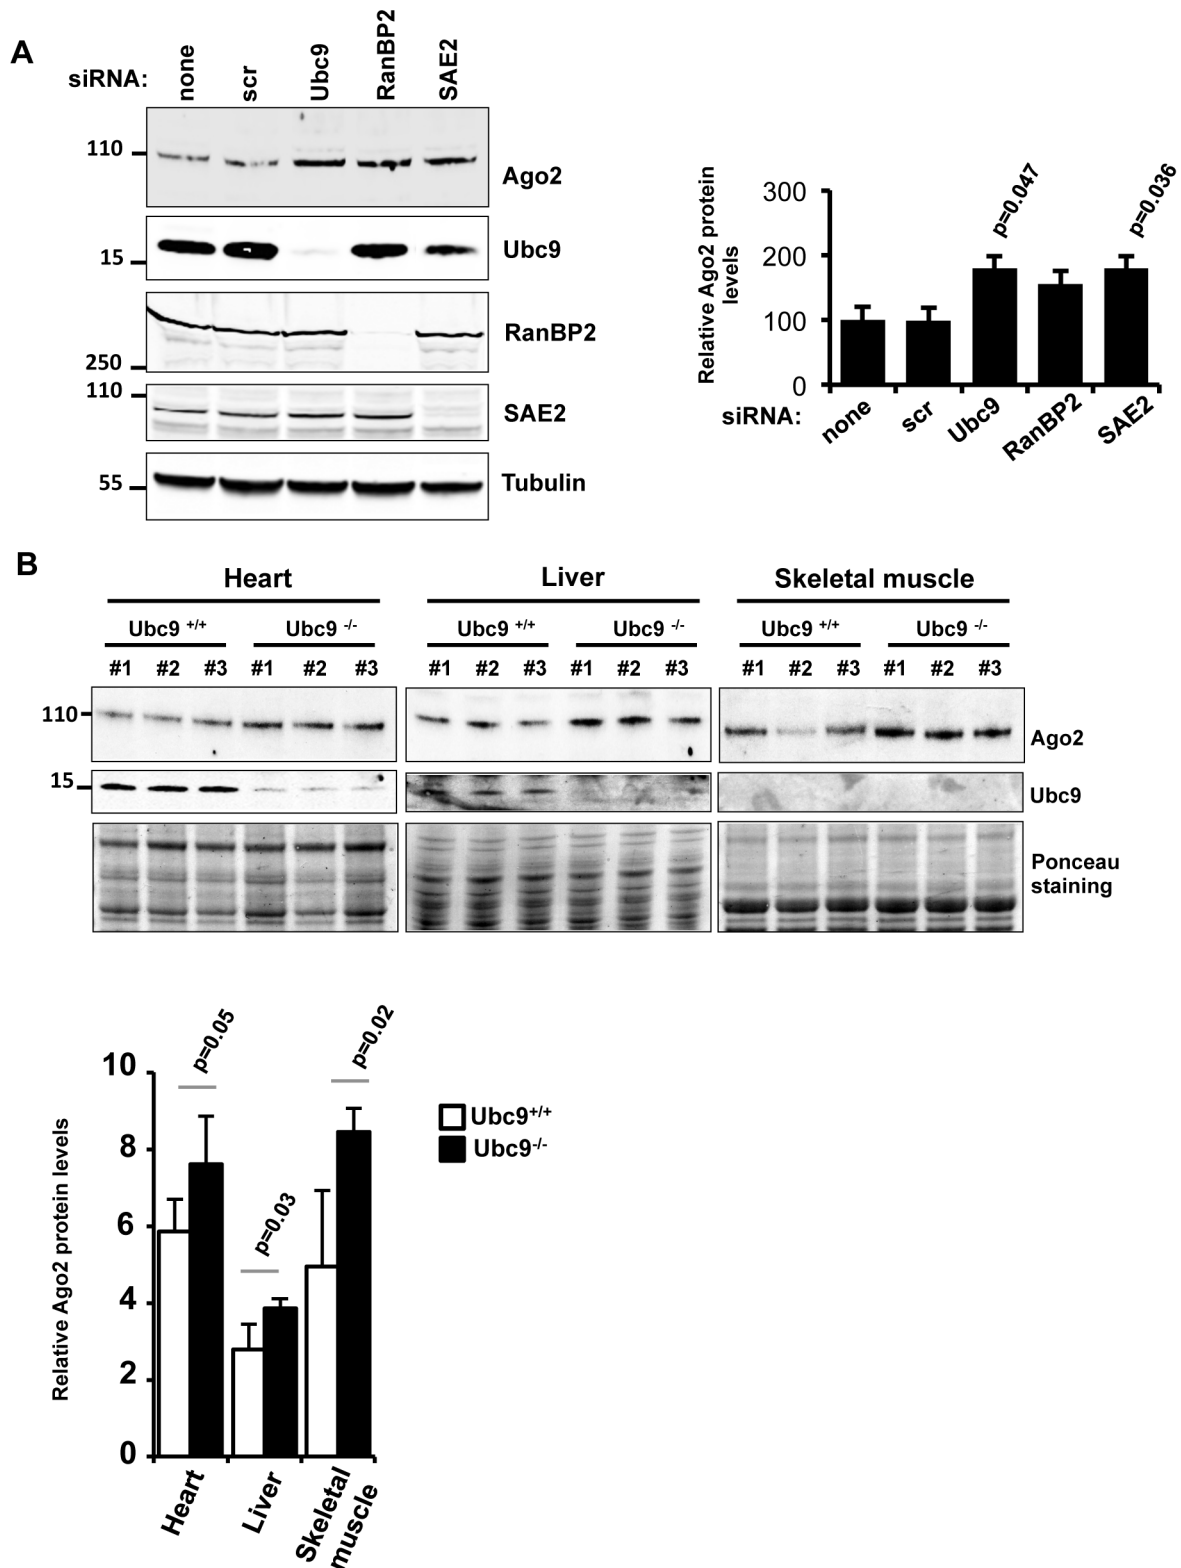 A
siRNA:
none
scr
Ubc9
RanBP2
SAE2
110
Ago2
15
Ubc9
250
RanBP2
110
SAE2
55
Tubulin
Relative Ago2 protein
levels
300
200
100
0
p=0.047
p=0.036
siRNA:
none
scr
Ubc9
RanBP2
SAE2
B
Heart
Liver
Skeletal muscle
Ubc9 +/+
Ubc9 -/-
Ubc9 +/+
Ubc9 -/-
Ubc9 +/+
Ubc9 -/-
#1 #2 #3 #1 #2 #3
#1 #2 #3 #1 #2 #3
#1 #2 #3 #1 #2 #3
110
Ago2
15
Ubc9
Ponceau
staining
Relative Ago2 protein levels
10
8
6
4
2
0
p=0.05
p=0.03
p=0.02
Ubc9+/+
Ubc9-/-
Heart
Liver
Skeletal
muscle